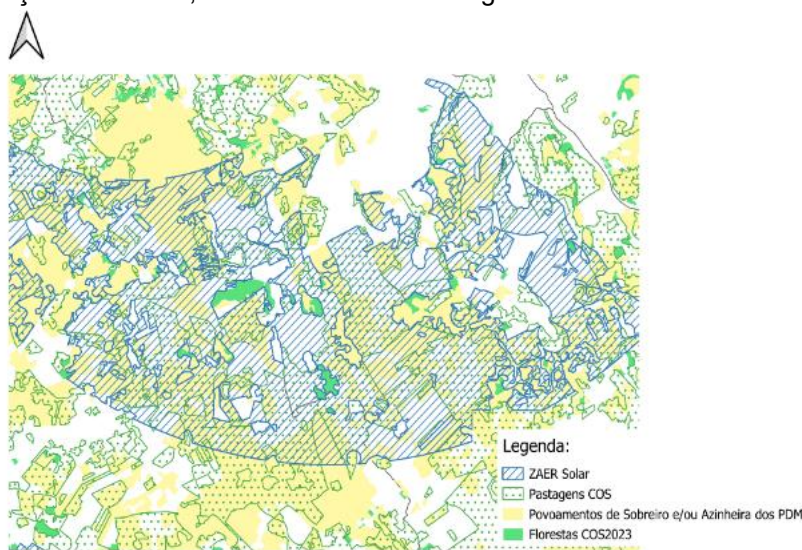 Legenda:
ZAER Solar
Pastagens COS
Povoamentos de Sobreiro e/ou Azinheira dos PDM
Florestas COS2023